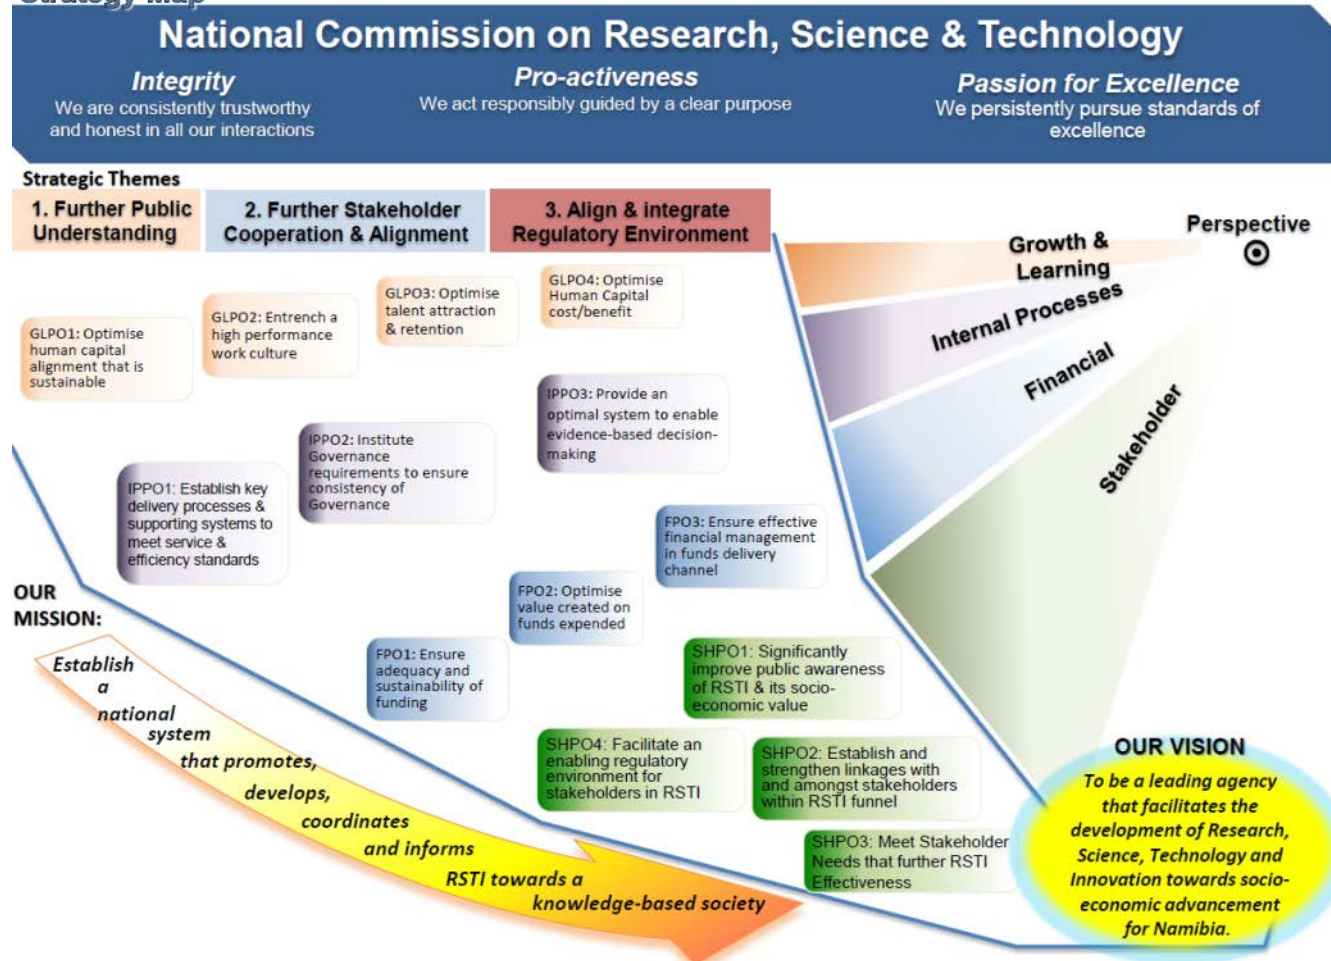 Strategy Map
National Commission on Research, Science & Technology
Integrity
We are consistently trustworthy
and honest in all our interactions
Pro-activeness
We act responsibly guided by a clear purpose
Passion for Excellence
We persistently pursue standards of
excellence
Strategic Themes
1. Further Public
Understanding
2. Further Stakeholder
Cooperation & Alignment
3. Align & integrate
Regulatory Environment
Perspective
Growth &
Learning
Internal Processes
Financial
Stakeholder
GLPO1: Optimise
human capital
alignment that is
sustainable
GLPO2: Entrench a
high performance
work culture
GLPO3: Optimise
talent attraction
& retention
GLPO4: Optimise
Human Capital
cost/benefit
IPPO1: Establish key
delivery processes &
supporting systems to
meet service &
efficiency standards
IPPO2: Institute
Governance
requirements to ensure
consistency of
Governance
IPPO3: Provide an
optimal system to enable
evidence-based decision-
making
FPO1: Ensure
adequacy and
sustainability of
funding
FPO2: Optimise
value created on
funds expended
FPO3: Ensure effective
financial management
in funds delivery
channel
SHPO1: Significantly
improve public awareness
of RSTI & its socio-
economic value
SHPO4: Facilitate an
enabling regulatory
environment for
stakeholders in RSTI
SHPO2: Establish and
strengthen linkages with
and amongst stakeholders
within RSTI funnel
SHPO3: Meet Stakeholder
Needs that further RSTI
Effectiveness
OUR
MISSION:
Establish
a
national
system
that promotes,
develops,
coordinates
and informs
RSTI towards a
knowledge-based society
OUR VISION
To be a leading agency
that facilitates the
development of Research,
Science, Technology and
Innovation towards socio-
economic advancement
for Namibia.